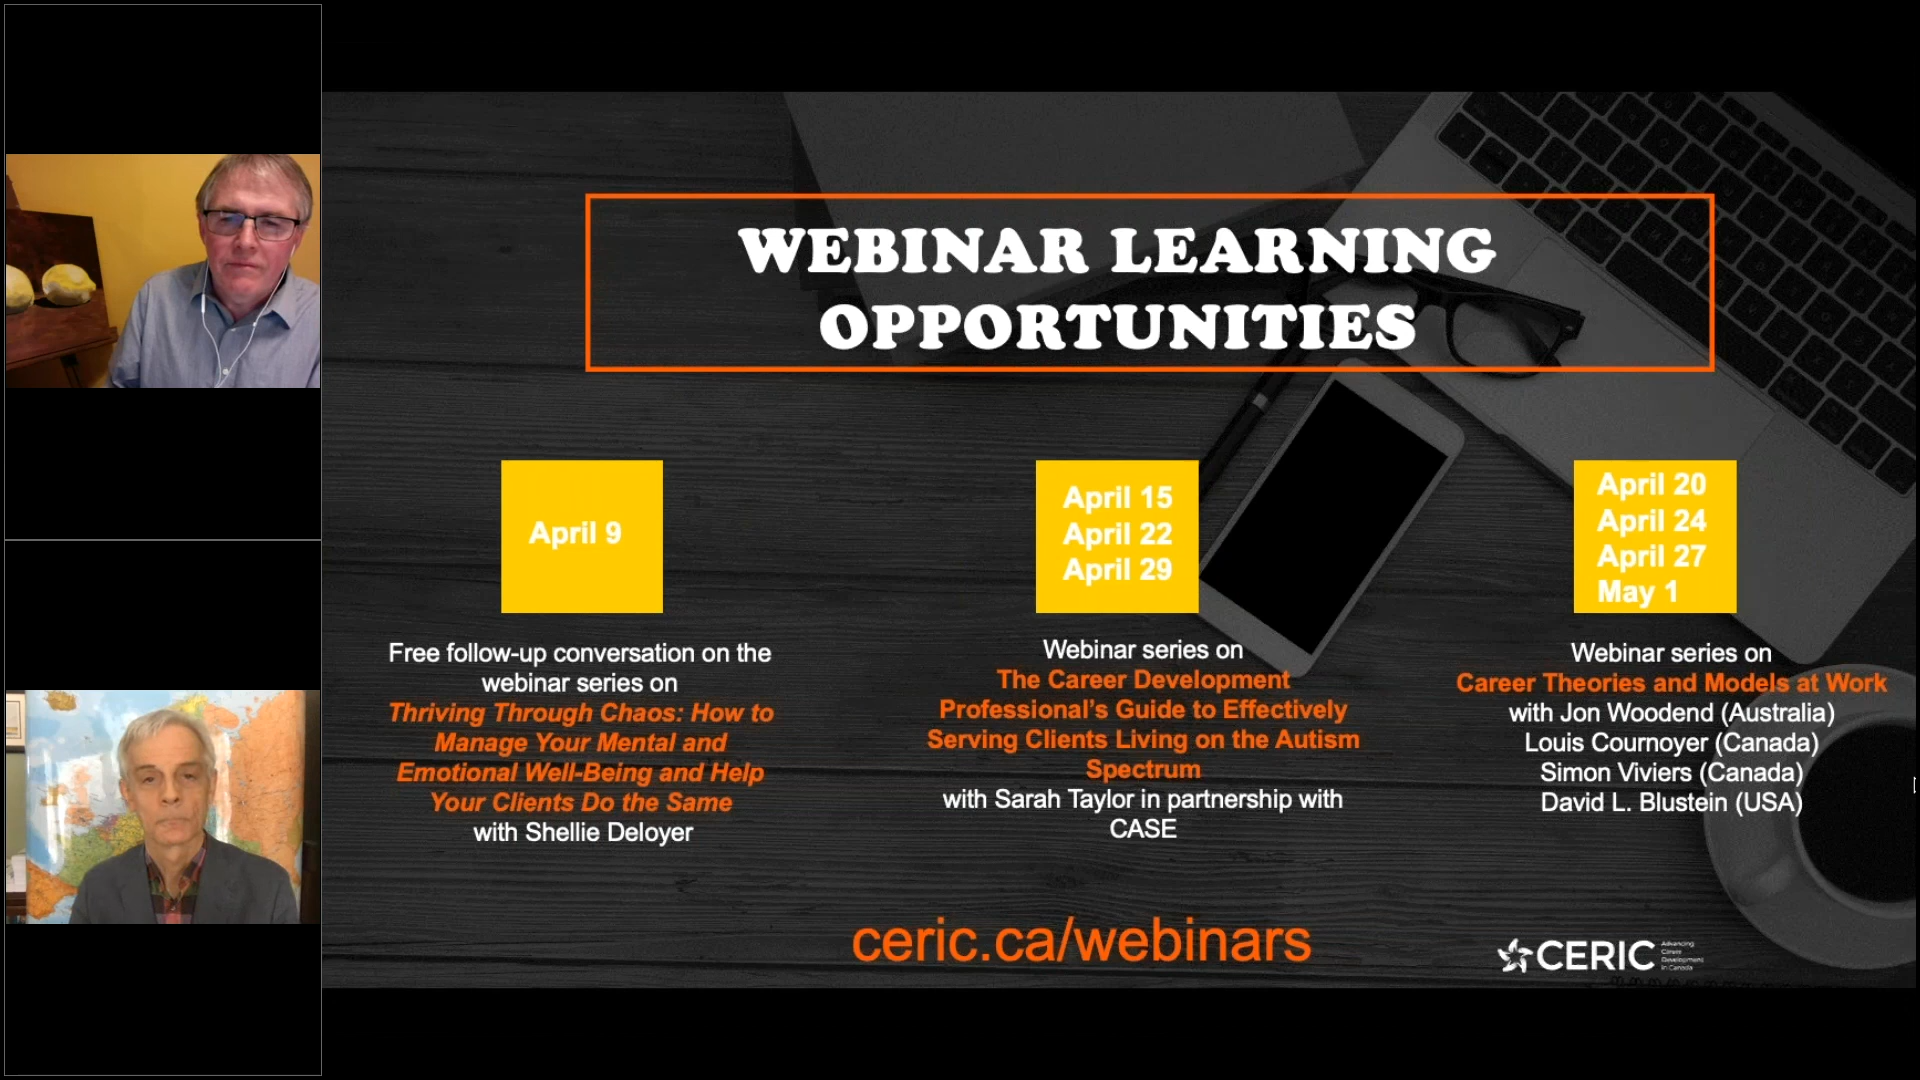 WEBINAR LEARNING
OPPORTUNITIES
April 9
Free follow-up conversation on the
webinar series on
Thriving Through Chaos: How to
Manage Your Mental and
Emotional Well-Being and Help
Your Clients Do the Same
with Shellie Deloyer
April 15
April 22
April 29
Webinar series on
The Career Development
Professional's Guide to Effectively
Serving Clients Living on the Autism
Spectrum
with Sarah Taylor in partnership with
CASE
April 20
April 24
April 27
May 1
Webinar series on
Career Theories and Models at Work
with Jon Woodend (Australia)
Louis Cournoyer (Canada)
Simon Viviers (Canada)
David L. Blustein (USA)
ceric.ca/webinars
CERIC
Advancing
Career
Development
in Canada